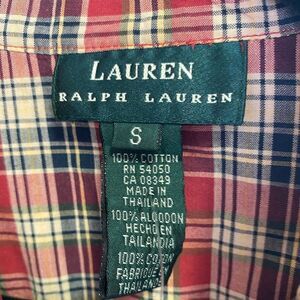 LAUREN
RALPH LAUREN
S
100% COTTON
RN 54050
CA 08349
MADE IN
THAILAND
100% ALGODON
HECHO EN
TAILANDIA
100% COTON
FABRIQUE
THAILANDE